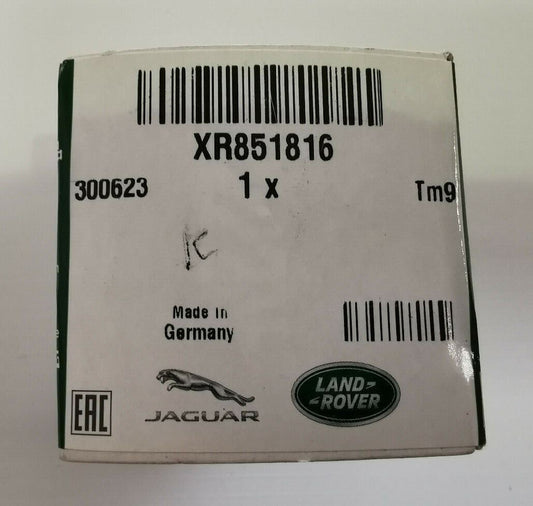 XR851816
300623
1 x
Tm9
K
Made in
Germany
EAC
JAGUAR
LAND-
-ROVER